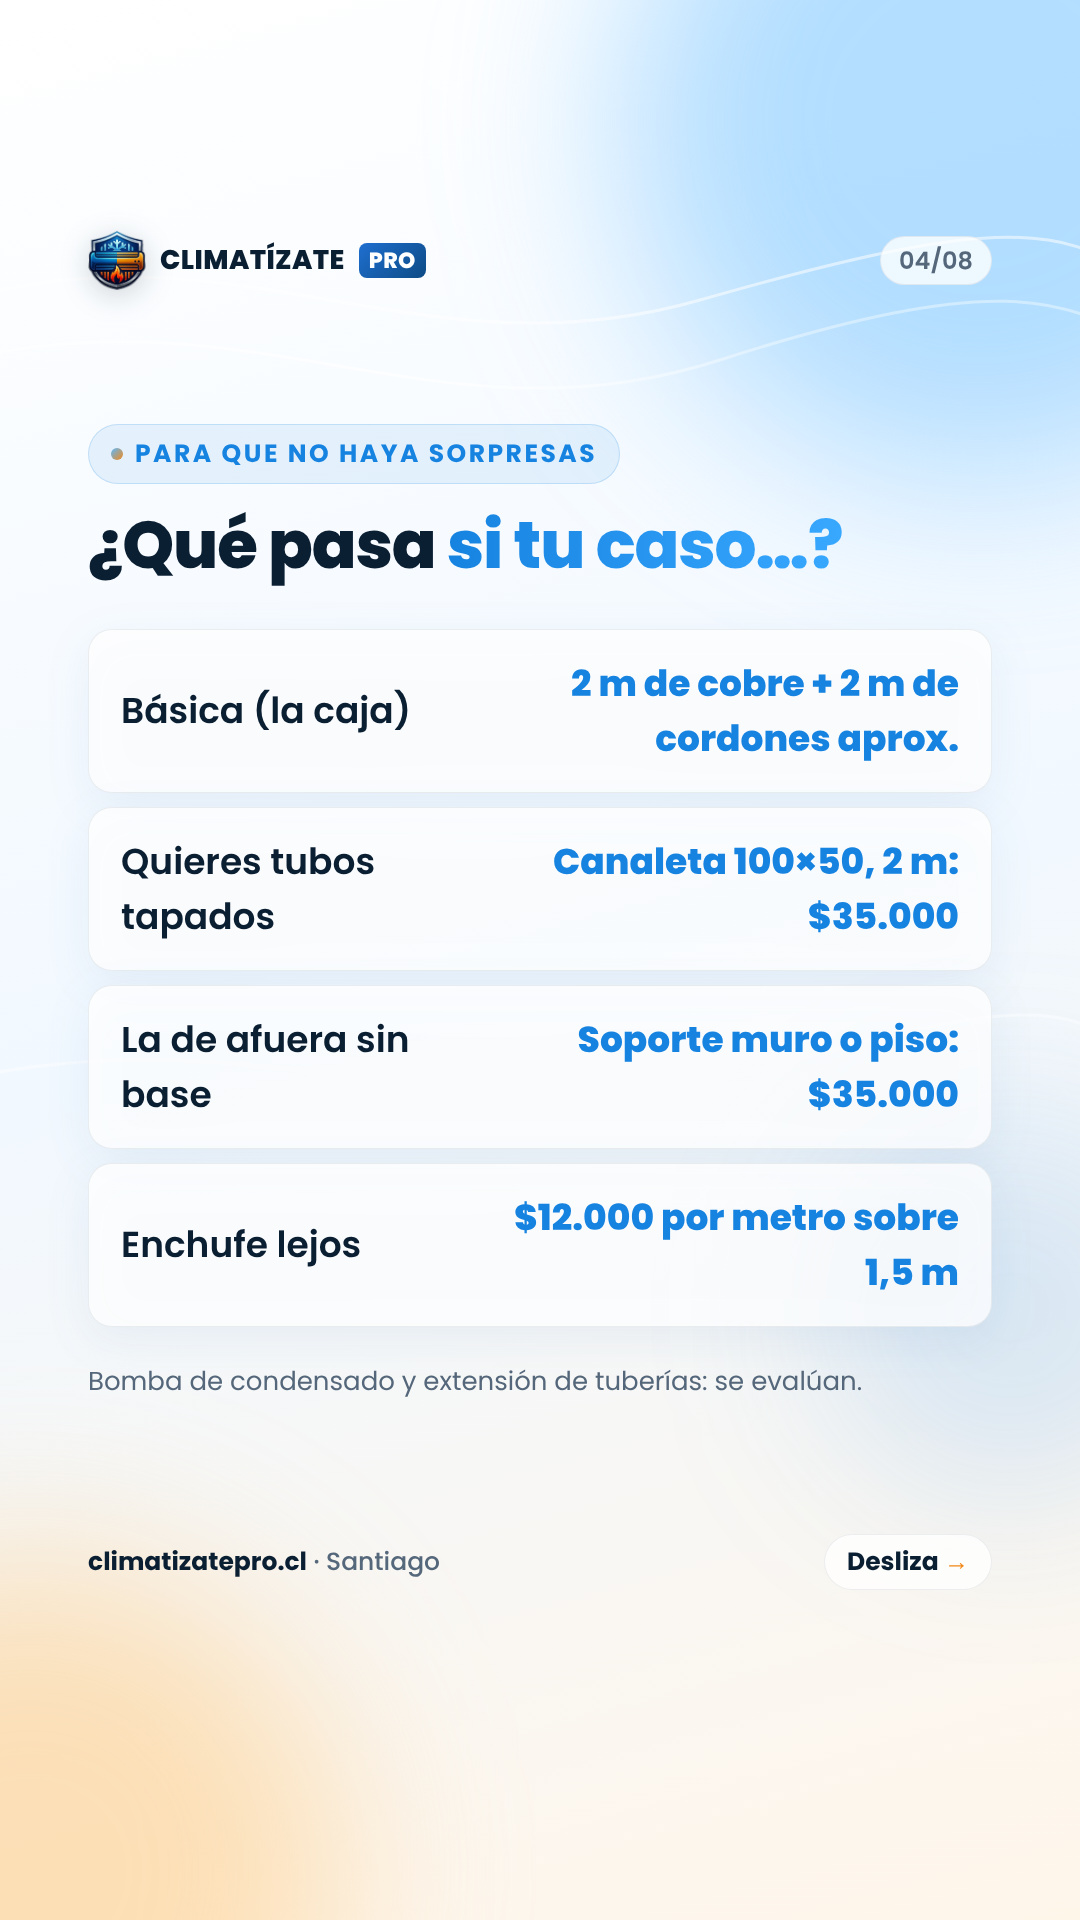 CLIMATÍZATE PRO
04/08
PARA QUE NO HAYA SORPRESAS
¿Qué pasa si tu caso...?
Básica (la caja)
2 m de cobre + 2 m de
cordones aprox.
Quieres tubos
tapados
Canaleta 100×50, 2 m:
$35.000
La de afuera sin
base
Soporte muro o piso:
$35.000
Enchufe lejos
$12.000 por metro sobre
1,5 m
Bomba de condensado y extensión de tuberías: se evalúan.
climatizatepro.cl · Santiago
Desliza →